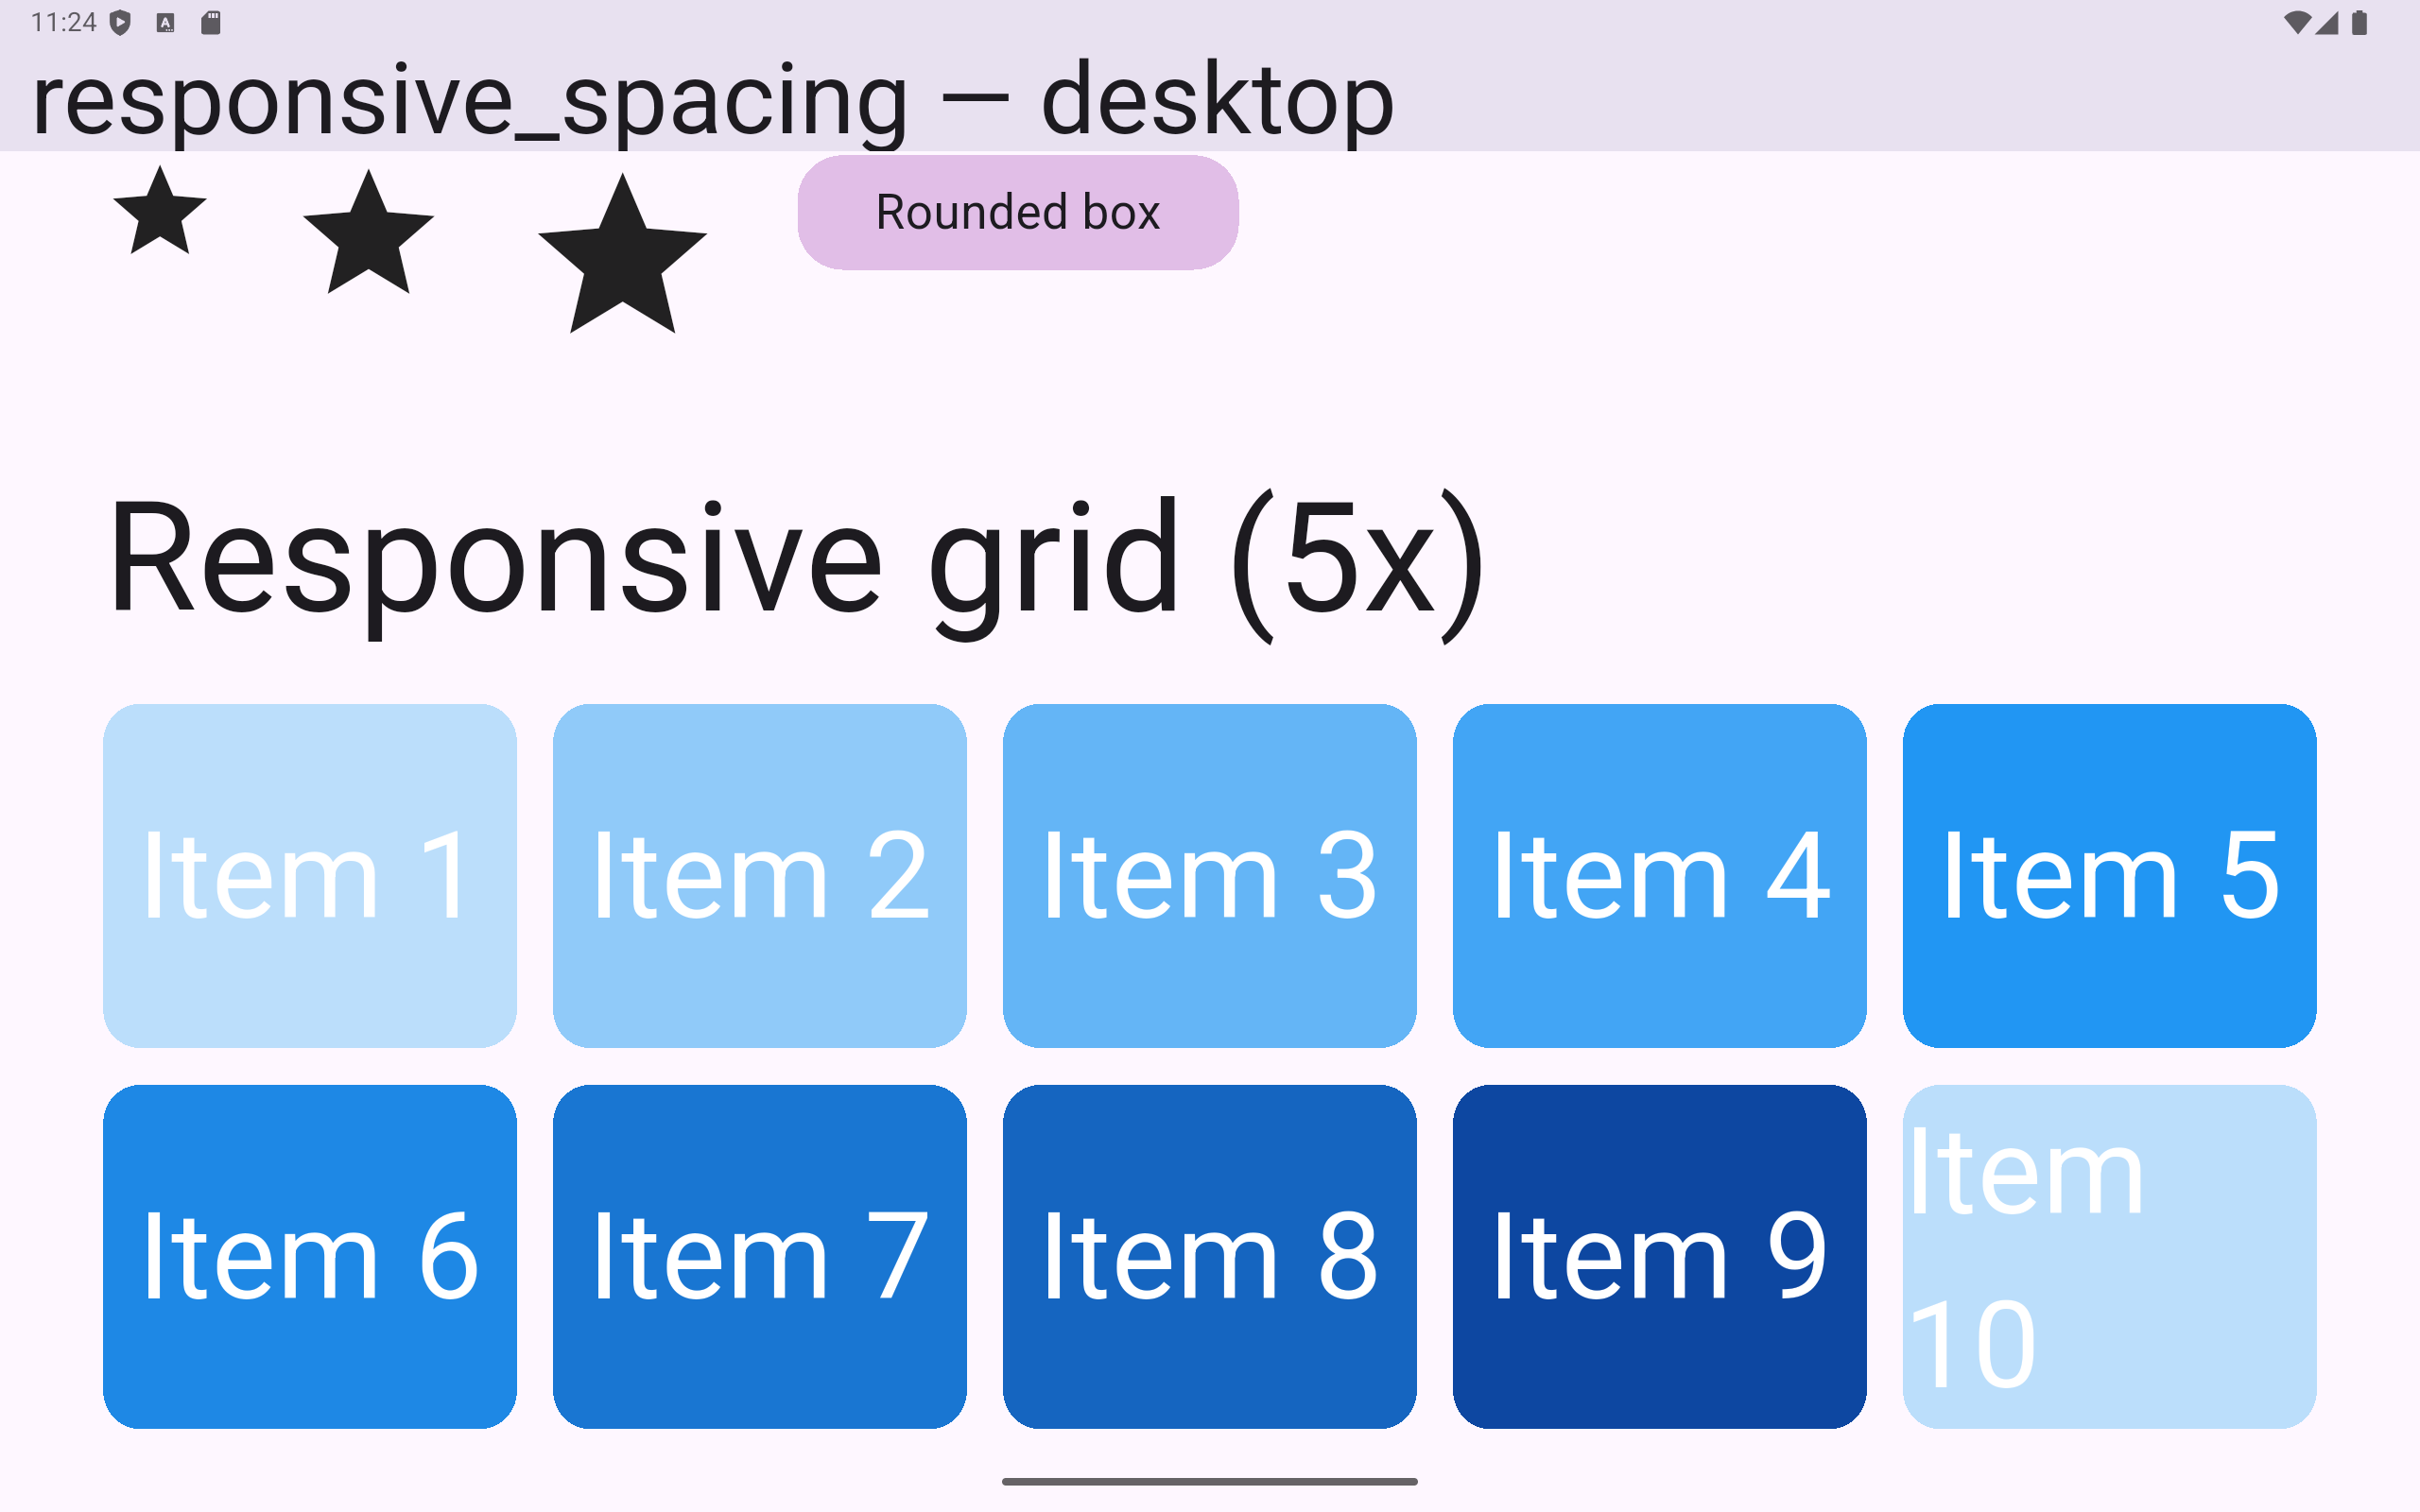 11:24
responsive_spacing — desktop
Rounded box
Responsive grid (5x)
Item 1
Item 2
Item 3
Item 4
Item 5
Item 6
Item 7
Item 8
Item 9
Item
10